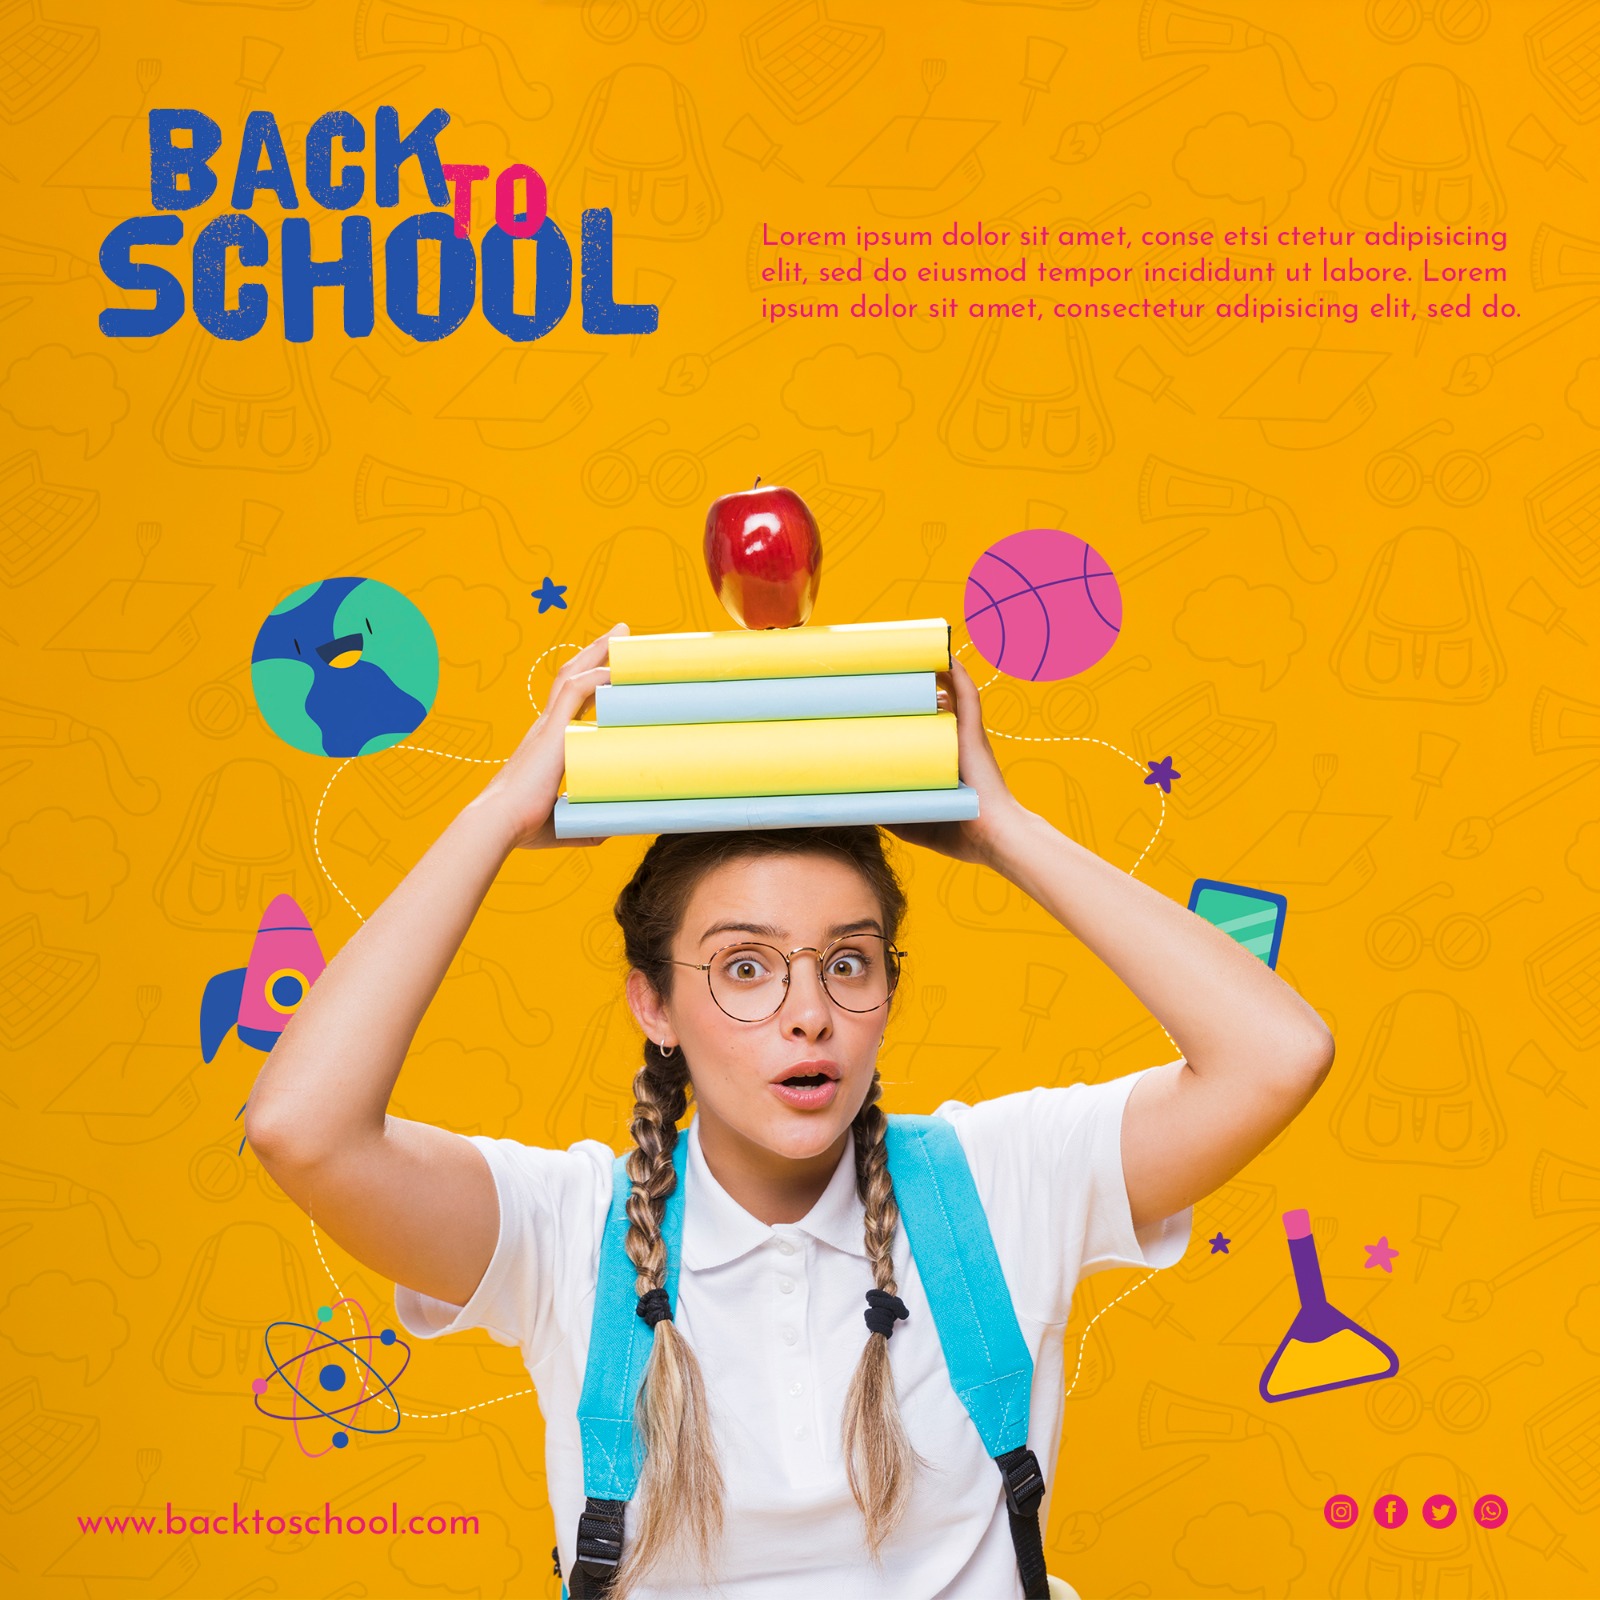 BACK
TO
SCHOOL
Lorem ipsum dolor sit amet, conse etsi ctetur adipisicing
elit, sed do eiusmod tempor incididunt ut labore. Lorem
ipsum dolor sit amet, consectetur adipisicing elit, sed do.
www.backtoschool.com